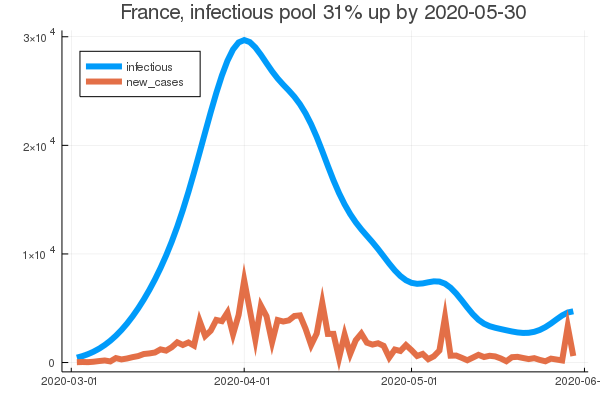 France, infectious pool 31% up by 2020-05-30
3×10⁴
infectious
new_cases
2×10⁴
1×10⁴
0
2020-03-01 2020-04-01 2020-05-01 2020-06-